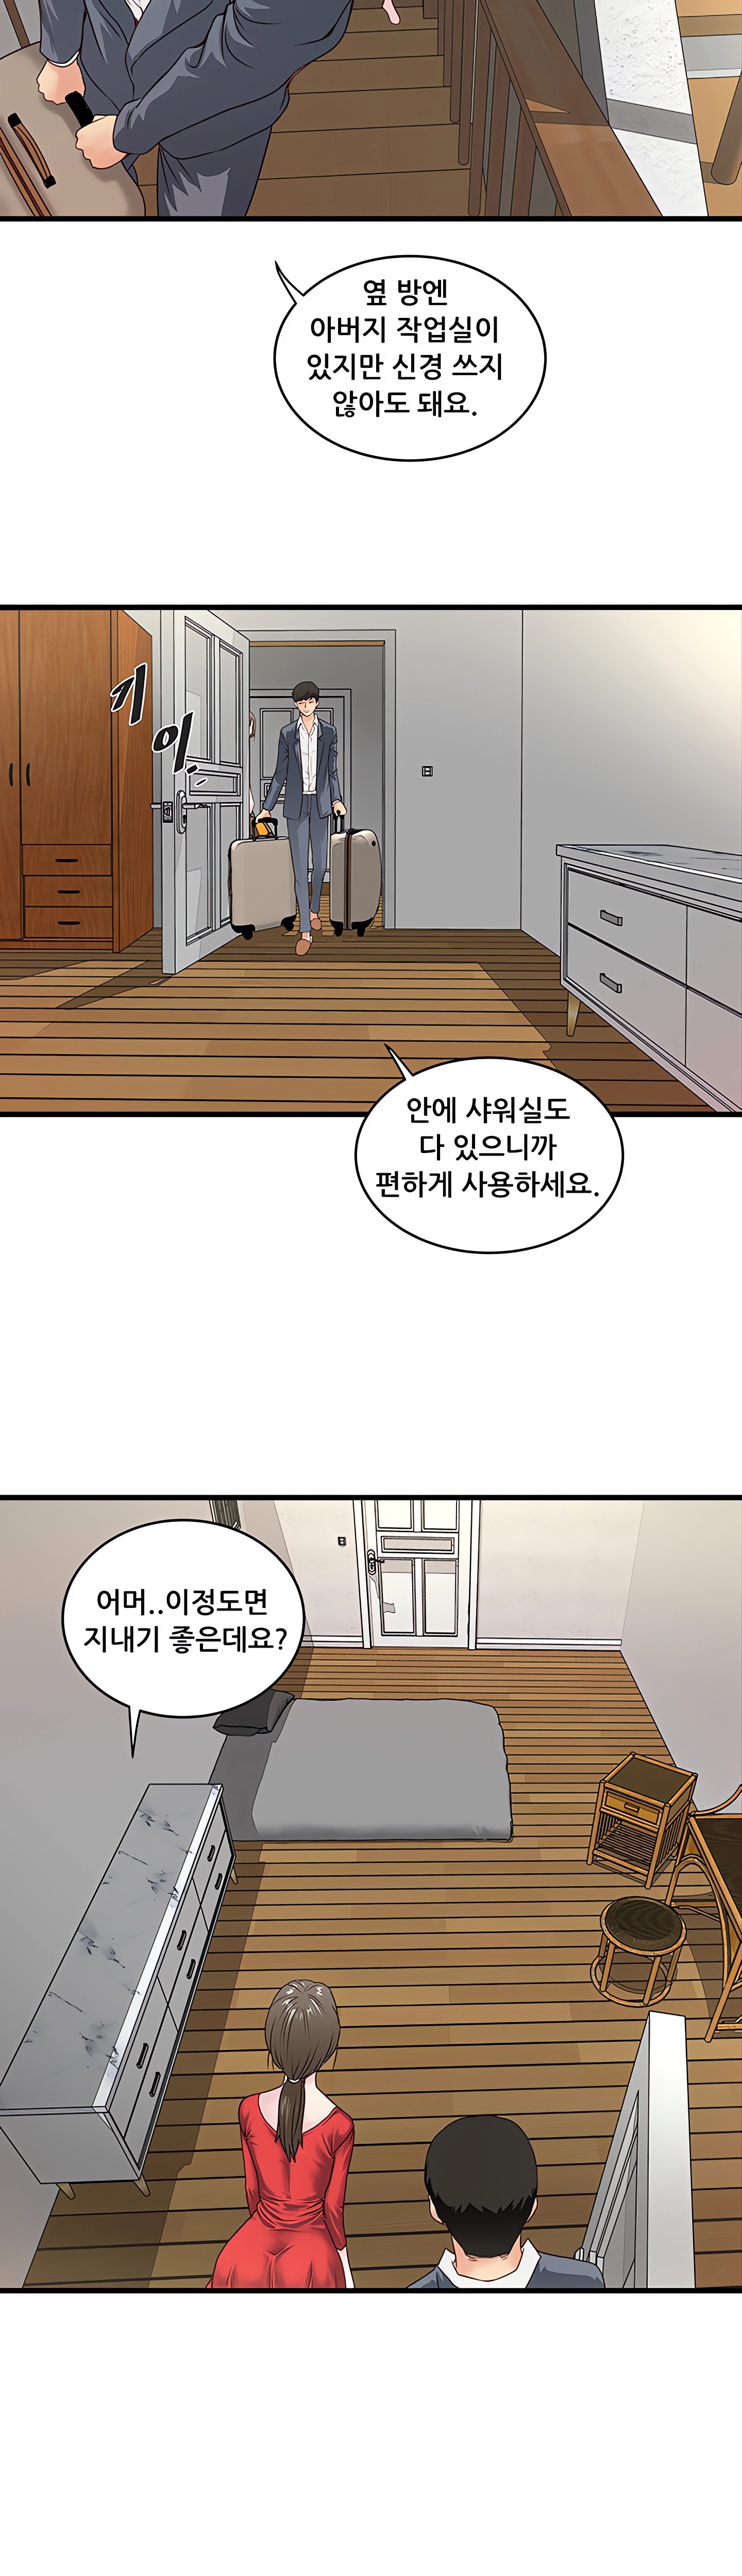 옆 방엔
아버지 작업실이
있지만 신경 쓰지
않아도 돼요.
끼
이..
안에 샤워실도
다 있으니까
편하게 사용하세요.
어머..이정도면
지내기 좋은데요?